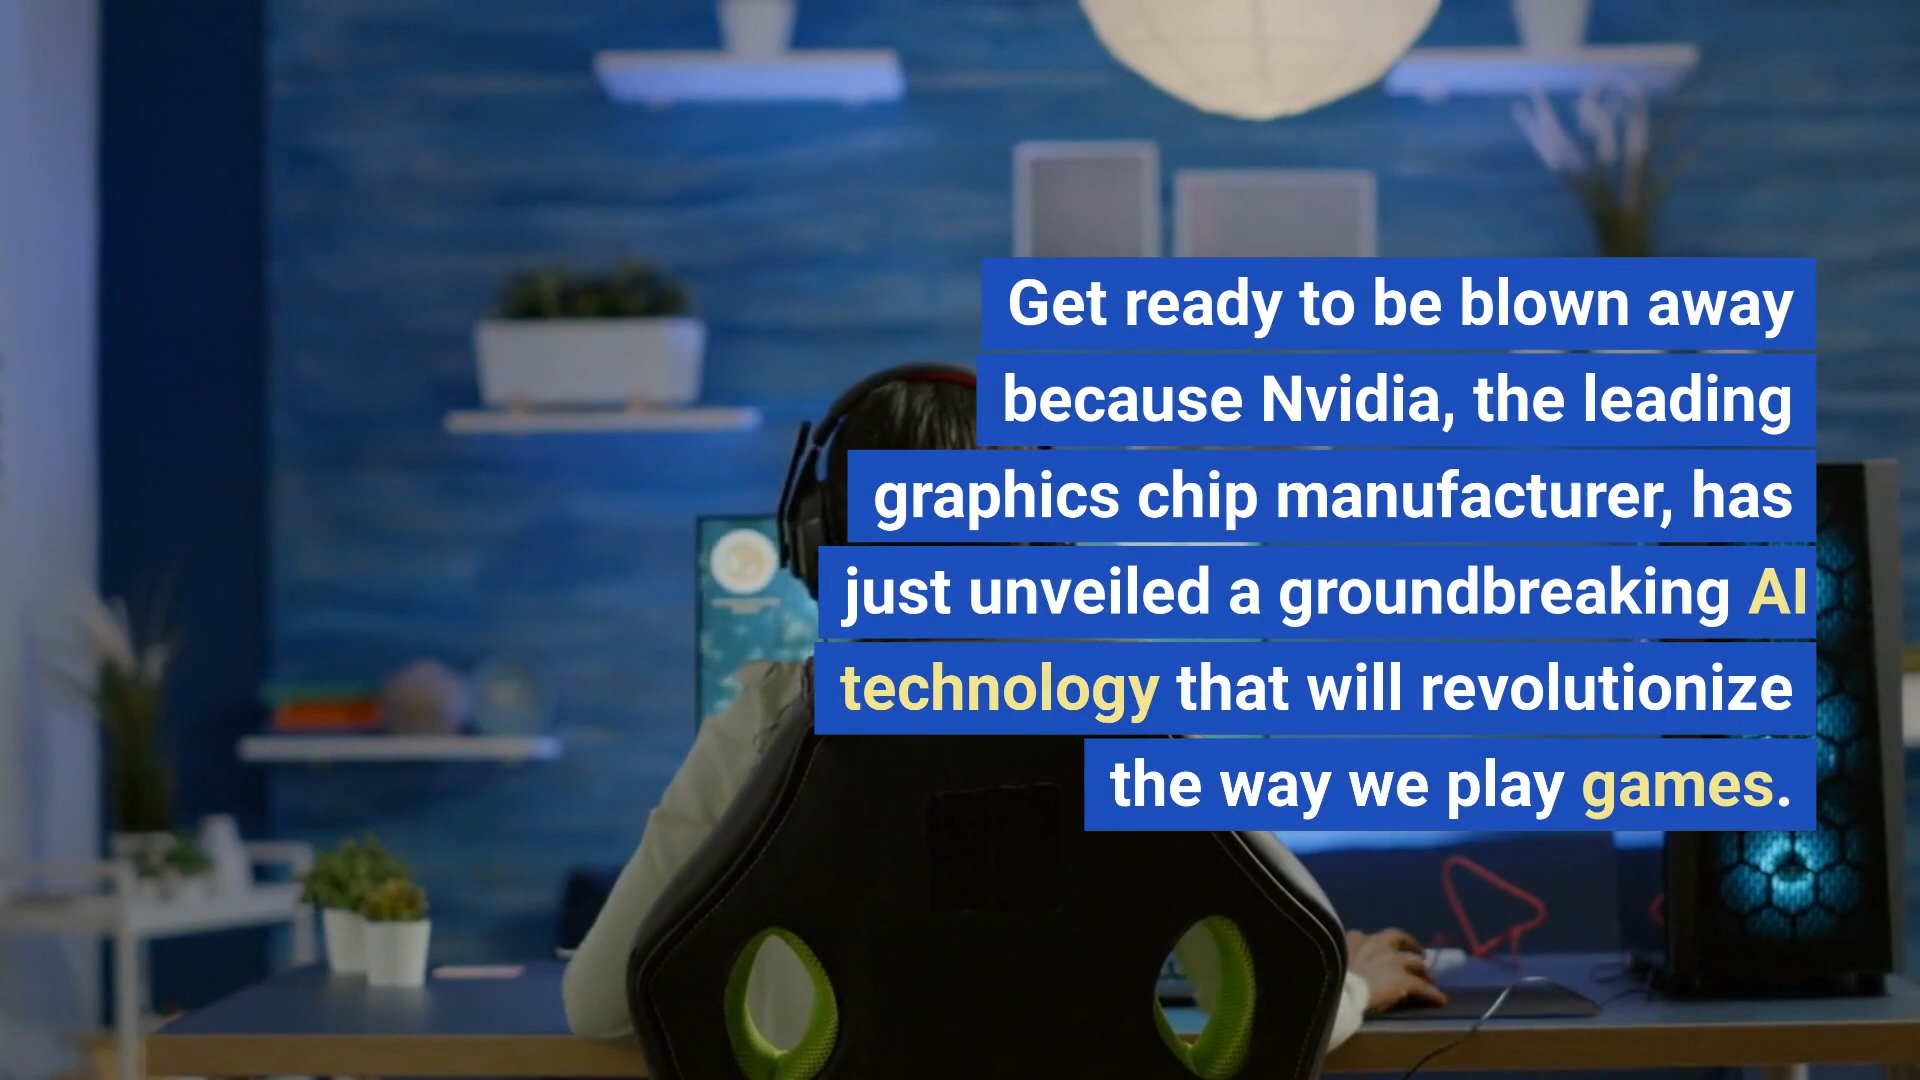 Get ready to be blown away
because Nvidia, the leading
graphics chip manufacturer, has
just unveiled a groundbreaking AI
technology that will revolutionize
the way we play games.